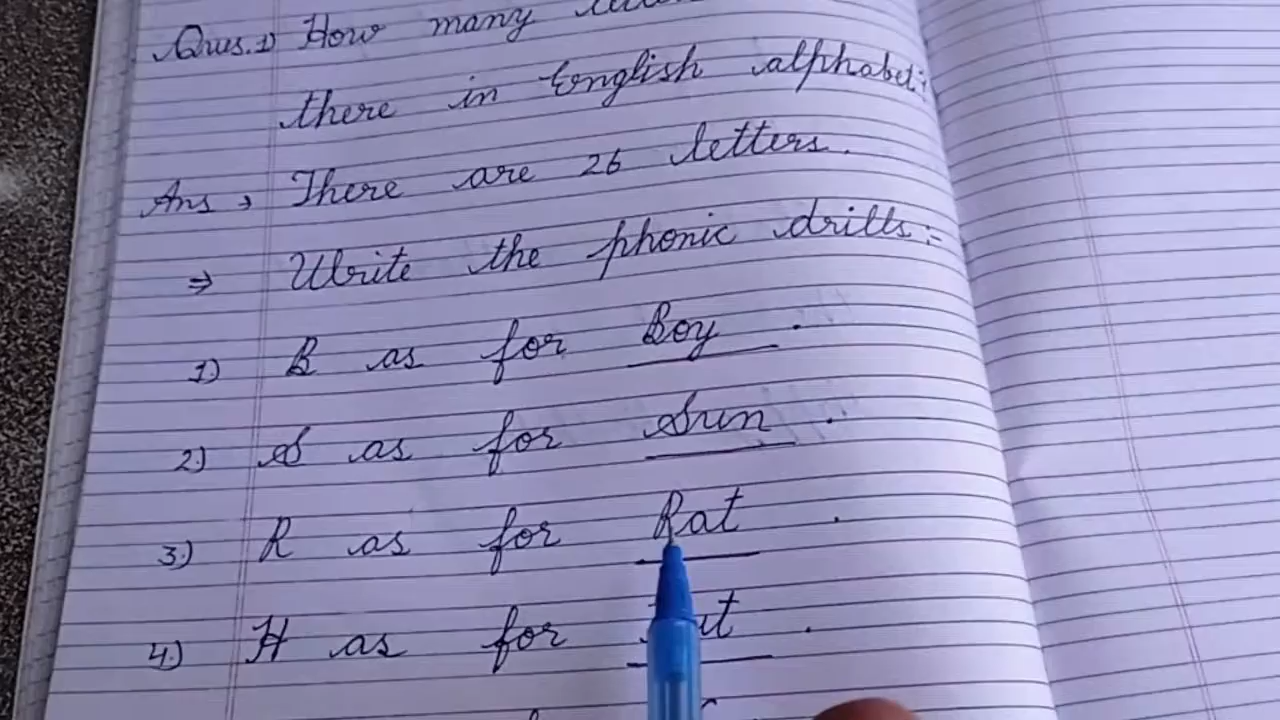 Ques.1) How many
there in English alphabet:-
Ans → There are 26 letters.
⇒ Write the phonic drills:-
1) B as for Boy .
2) S as for Sun .
3) R as for Rat .
4) H as for .